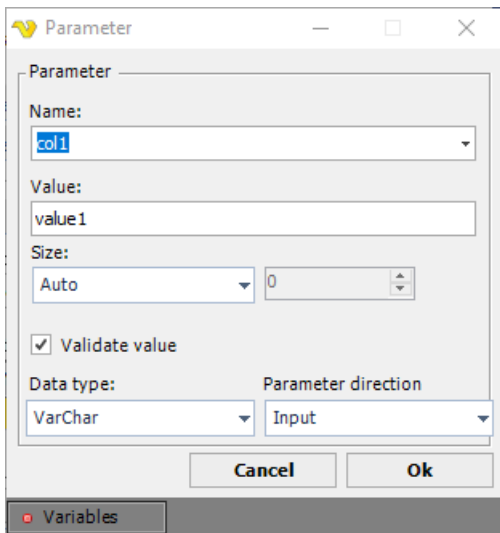 Parameter
Parameter
Name:
col1
Value:
value1
Size:
Auto 0
Validate value
Data type: Parameter direction
VarChar Input
Cancel Ok
Variables